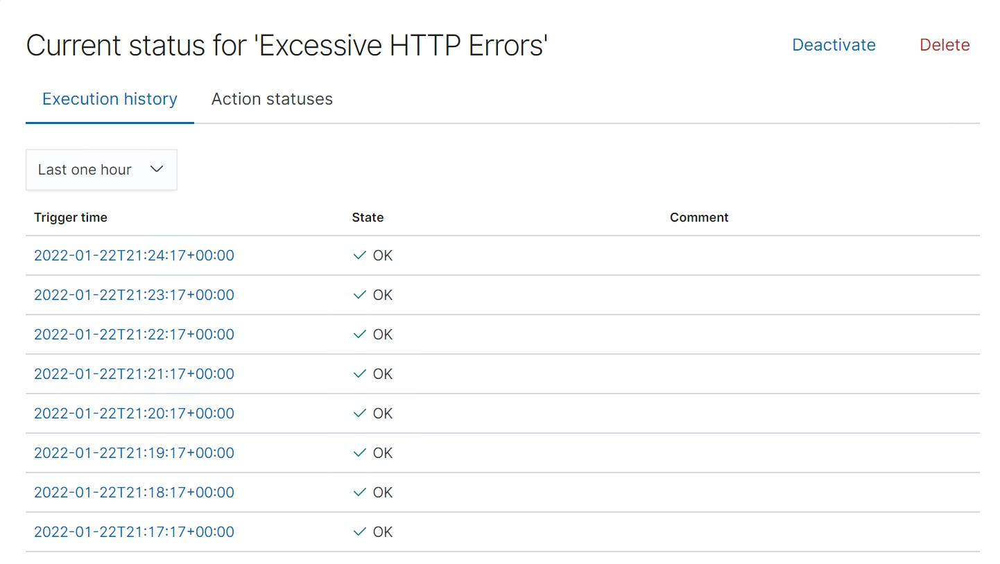 Current status for 'Excessive HTTP Errors'
Deactivate
Delete
Execution history
Action statuses
Last one hour
Trigger time State Comment
2022-01-22T21:24:17+00:00 OK
2022-01-22T21:23:17+00:00 OK
2022-01-22T21:22:17+00:00 OK
2022-01-22T21:21:17+00:00 OK
2022-01-22T21:20:17+00:00 OK
2022-01-22T21:19:17+00:00 OK
2022-01-22T21:18:17+00:00 OK
2022-01-22T21:17:17+00:00 OK